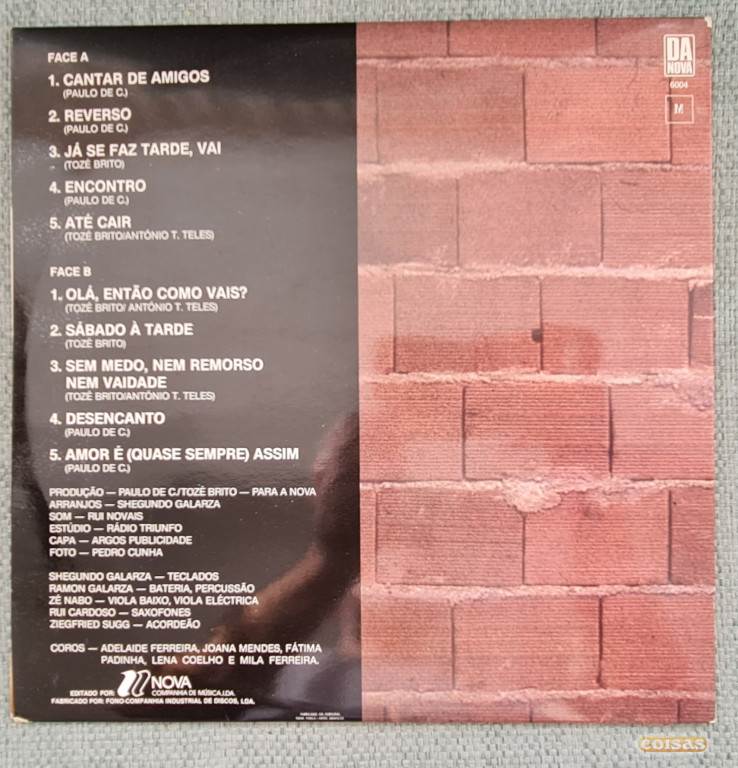 FACE A
1. CANTAR DE AMIGOS
(PAULO DE C.)
2. REVERSO
(PAULO DE C.)
3. JÁ SE FAZ TARDE, VAI
(TOZÉ BRITO)
4. ENCONTRO
(PAULO DE C.)
5. ATÉ CAIR
(TOZÉ BRITO/ANTÓNIO T. TELES)
FACE B
1. OLÁ, ENTÃO COMO VAIS?
(TOZÉ BRITO/ ANTÓNIO T. TELES)
2. SÁBADO À TARDE
(TOZÉ BRITO)
3. SEM MEDO, NEM REMORSO
NEM VAIDADE
(TOZÉ BRITO/ANTÓNIO T. TELES)
4. DESENCANTO
(PAULO DE C.)
5. AMOR É (QUASE SEMPRE) ASSIM
(PAULO DE C.)
PRODUÇÃO — PAULO DE C./TOZÉ BRITO — PARA A NOVA
ARRANJOS — SHEGUNDO GALARZA
SOM — RUI NOVAIS
ESTÚDIO — RÁDIO TRIUNFO
CAPA — ARGOS PUBLICIDADE
FOTO — PEDRO CUNHA
SHEGUNDO GALARZA — TECLADOS
RAMON GALARZA — BATERIA, PERCUSSÃO
ZÉ NABO — VIOLA BAIXO, VIOLA ELÉCTRICA
RUI CARDOSO — SAXOFONES
ZIEGFRIED SUGG — ACORDEÃO
COROS — ADELAIDE FERREIRA, JOANA MENDES, FÁTIMA
PADINHA, LENA COELHO E MILA FERREIRA.
EDITADO POR: NOVA
COMPANHIA DE MÚSICA, LDA.
FABRICADO POR: FONO-COMPANHIA INDUSTRIAL DE DISCOS, LDA.
DA
NOVA
6004
M
coisas